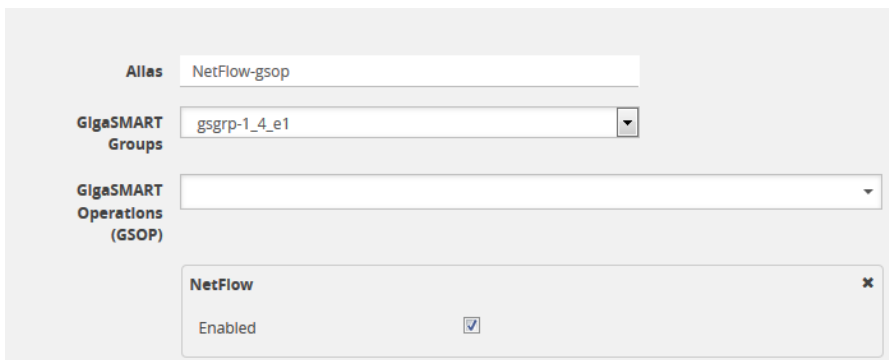 Alias NetFlow-gsop
GigaSMART gsgrp-1_4_e1
Groups
GigaSMART
Operations
(GSOP)
NetFlow
Enabled